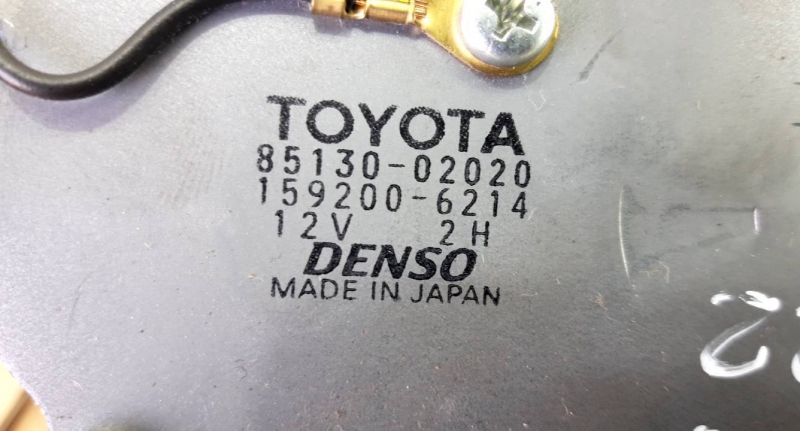 TOYOTA
85130-02020
159200-6214
12V 2H
DENSO
MADE IN JAPAN